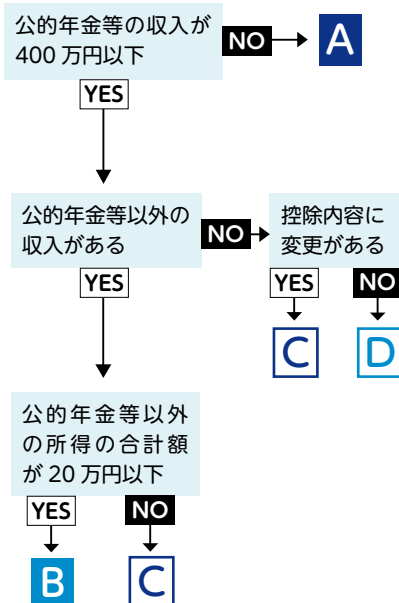 公的年金等の収入が
400 万円以下
NO
A
YES
公的年金等以外の
収入がある
NO
控除内容に
変更がある
YES
YES
NO
C
D
公的年金等以外
の所得の合計額
が 20 万円以下
YES
NO
B
C